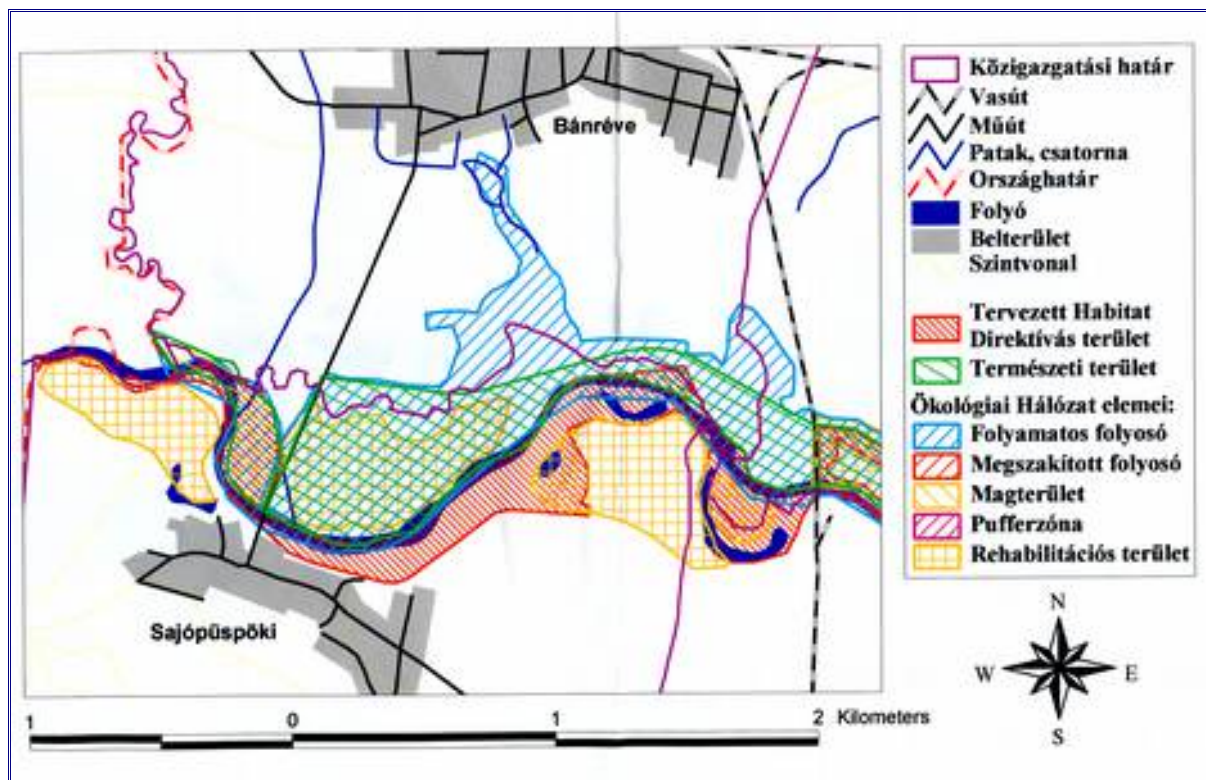 Bánréve
Sajópüspöki
Közigazgatási határ
Vasút
Műút
Patak, csatorna
Országhatár
Folyó
Belterület
Szintvonal
Tervezett Habitat
Direktívás terület
Természeti terület
Ökológiai Hálózat elemei:
Folyamatos folyosó
Megszakított folyosó
Magterület
Pufferzóna
Rehabilitációs terület
N
W E
S
1 0 1 2 Kilometers